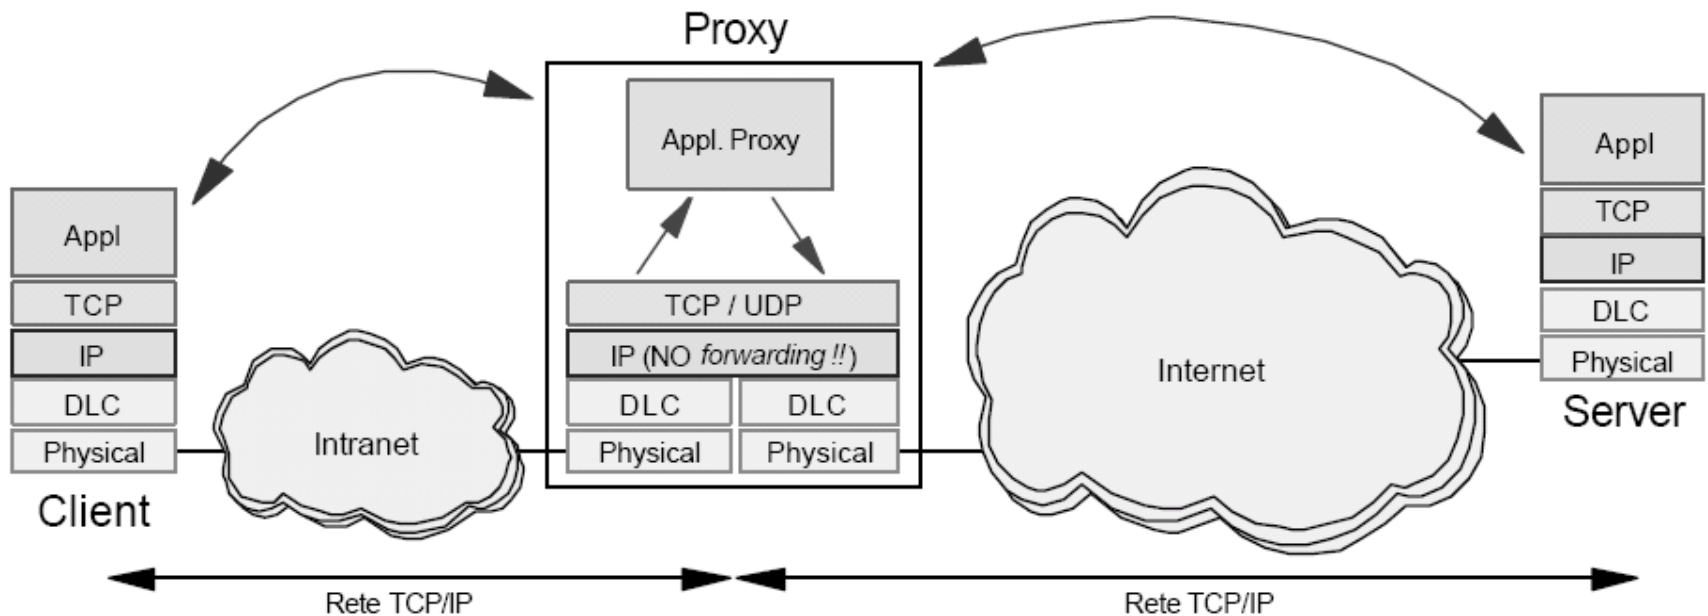 Proxy
Appl. Proxy
TCP / UDP
IP (NO forwarding !!)
DLC
DLC
Physical
Physical
Appl
TCP
IP
DLC
Physical
Client
Intranet
Internet
Appl
TCP
IP
DLC
Physical
Server
Rete TCP/IP
Rete TCP/IP